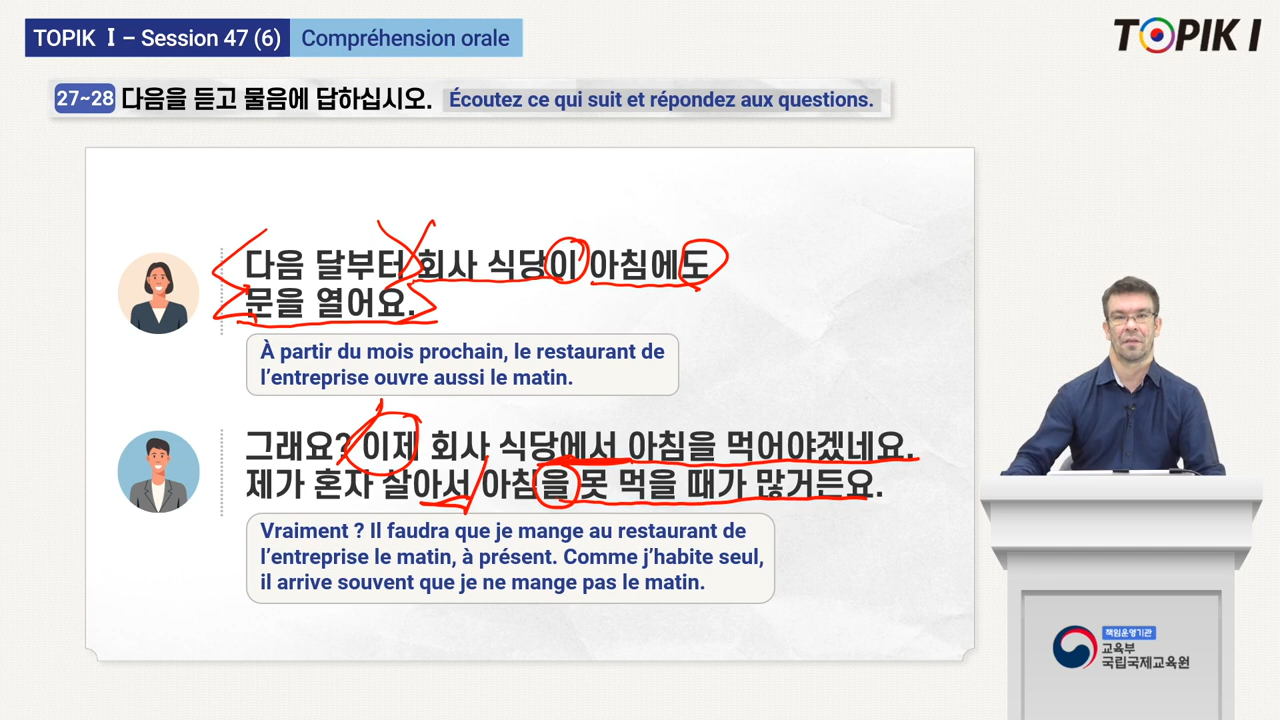 TOPIK Ⅰ – Session 47 (6) Compréhension orale
TOPIK I
27~28 다음을 듣고 물음에 답하십시오. Écoutez ce qui suit et répondez aux questions.
다음 달부터 회사 식당이 아침에도
문을 열어요.
À partir du mois prochain, le restaurant de
l’entreprise ouvre aussi le matin.
그래요? 이제 회사 식당에서 아침을 먹어야겠네요.
제가 혼자 살아서 아침을 못 먹을 때가 많거든요.
Vraiment ? Il faudra que je mange au restaurant de
l’entreprise le matin, à présent. Comme j’habite seul,
il arrive souvent que je ne mange pas le matin.
책임운영기관
교육부
국립국제교육원